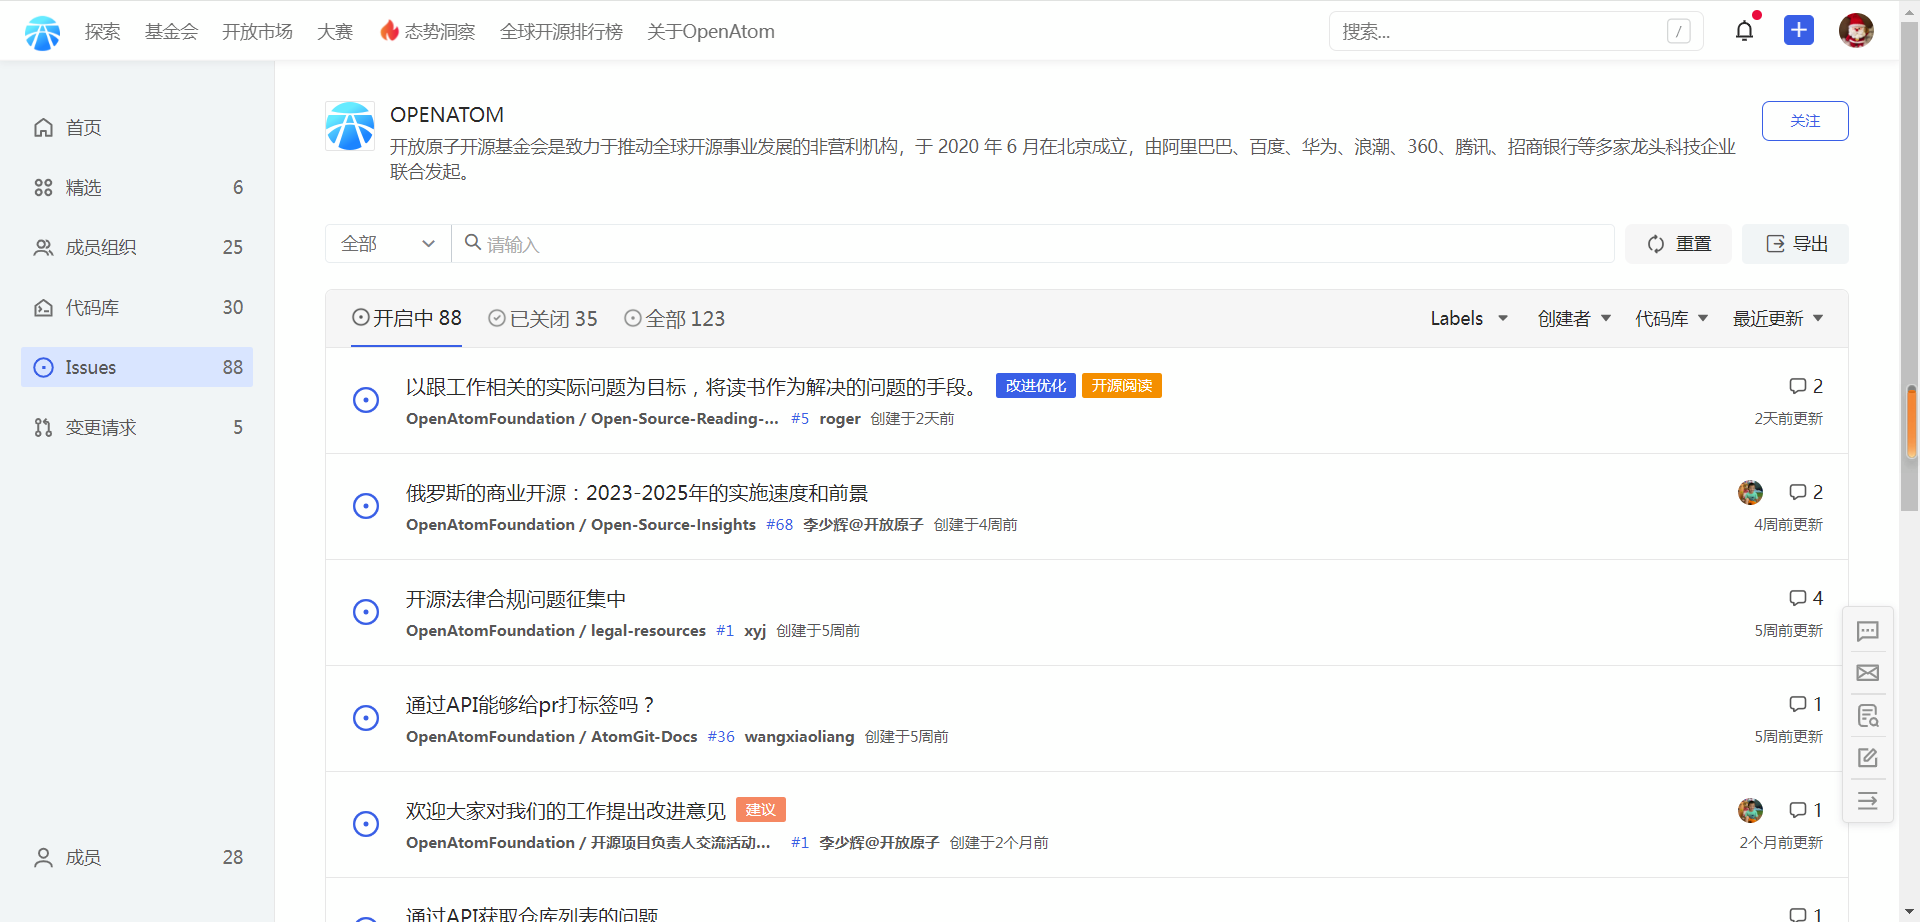 探索 基金会 开放市场 大赛 态势洞察 全球开源排行榜 关于OpenAtom 搜索... /
首页
精选 6
成员组织 25
代码库 30
Issues 88
变更请求 5
成员 28
OPENATOM
关注
开放原子开源基金会是致力于推动全球开源事业发展的非营利机构，于 2020 年 6 月在北京成立，由阿里巴巴、百度、华为、浪潮、360、腾讯、招商银行等多家龙头科技企业
联合发起。
全部 请输入 重置 导出
开启中 88 已关闭 35 全部 123 Labels 创建者 代码库 最近更新
以跟工作相关的实际问题为目标，将读书作为解决的问题的手段。 改进优化 开源阅读 2
OpenAtomFoundation / Open-Source-Reading-... #5 roger 创建于2天前 2天前更新
俄罗斯的商业开源：2023-2025年的实施速度和前景 2
OpenAtomFoundation / Open-Source-Insights #68 李少辉@开放原子 创建于4周前 4周前更新
开源法律合规问题征集中 4
OpenAtomFoundation / legal-resources #1 xyj 创建于5周前 5周前更新
通过API能够给pr打标签吗？ 1
OpenAtomFoundation / AtomGit-Docs #36 wangxiaoliang 创建于5周前 5周前更新
欢迎大家对我们的工作提出改进意见 建议 1
OpenAtomFoundation / 开源项目负责人交流活动... #1 李少辉@开放原子 创建于2个月前 2个月前更新
通过API获取仓库列表的问题 1